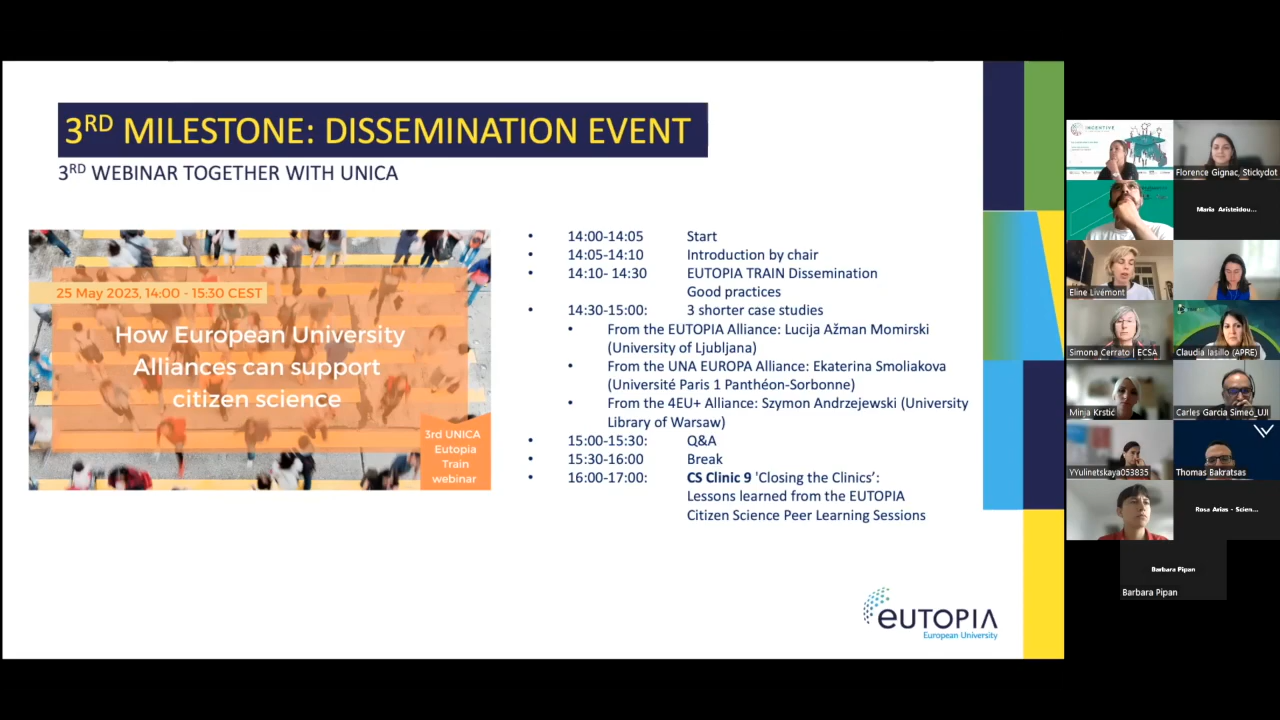 3RD MILESTONE: DISSEMINATION EVENT
3RD WEBINAR TOGETHER WITH UNICA
25 May 2023, 14:00 - 15:30 CEST
How European University
Alliances can support
citizen science
3rd UNICA
Eutopia
Train
webinar
• 14:00-14:05 Start
• 14:05-14:10 Introduction by chair
• 14:10- 14:30 EUTOPIA TRAIN Dissemination
Good practices
• 14:30-15:00: 3 shorter case studies
• From the EUTOPIA Alliance: Lucija Ažman Momirski
(University of Ljubljana)
• From the UNA EUROPA Alliance: Ekaterina Smoliakova
(Université Paris 1 Panthéon-Sorbonne)
• From the 4EU+ Alliance: Szymon Andrzejewski (University
Library of Warsaw)
• 15:00-15:30: Q&A
• 15:30-16:00 Break
• 16:00-17:00: CS Clinic 9 'Closing the Clinics’:
Lessons learned from the EUTOPIA
Citizen Science Peer Learning Sessions
eUTOPIA
European University
INCENTIVE
Florence Gignac, Stickydot
Maria Aristeidou...
Eline Livémont
Simona Cerrato | ECSA
Claudia Iasillo (APRE)
Minja Krstić
Carles Garcia Simeó_UJI
YYulinetskaya053835
Thomas Bakratsas
Rosa Arias - Scien...
Barbara Pipan
Barbara Pipan